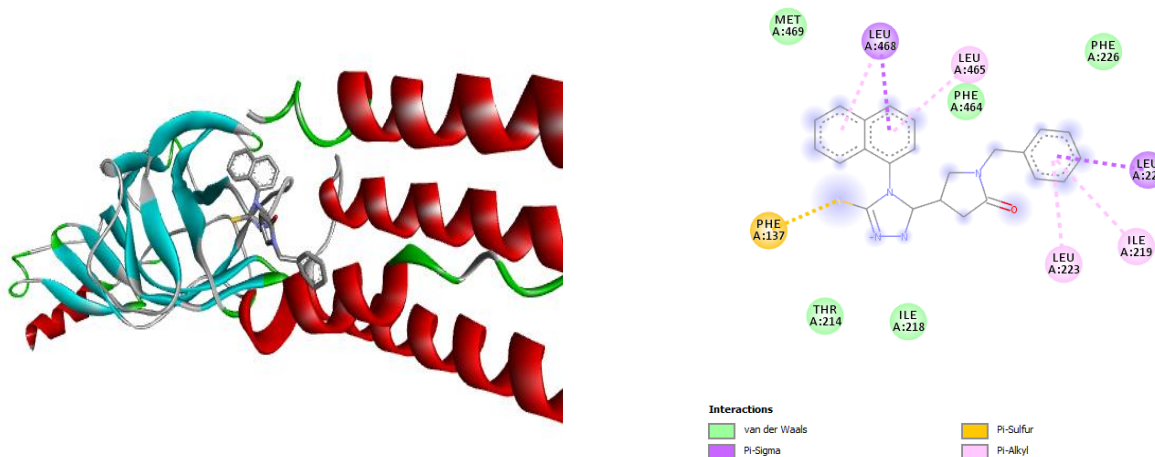 MET
A:469
LEU
A:468
LEU
A:465
PHE
A:226
PHE
A:464
N
N
O
PHE
A:137
N
N
LEU
ILE
A:219
LEU
A:223
THR
A:214
ILE
A:218
Interactions
van der Waals
Pi-Sigma
Pi-Sulfur
Pi-Alkyl